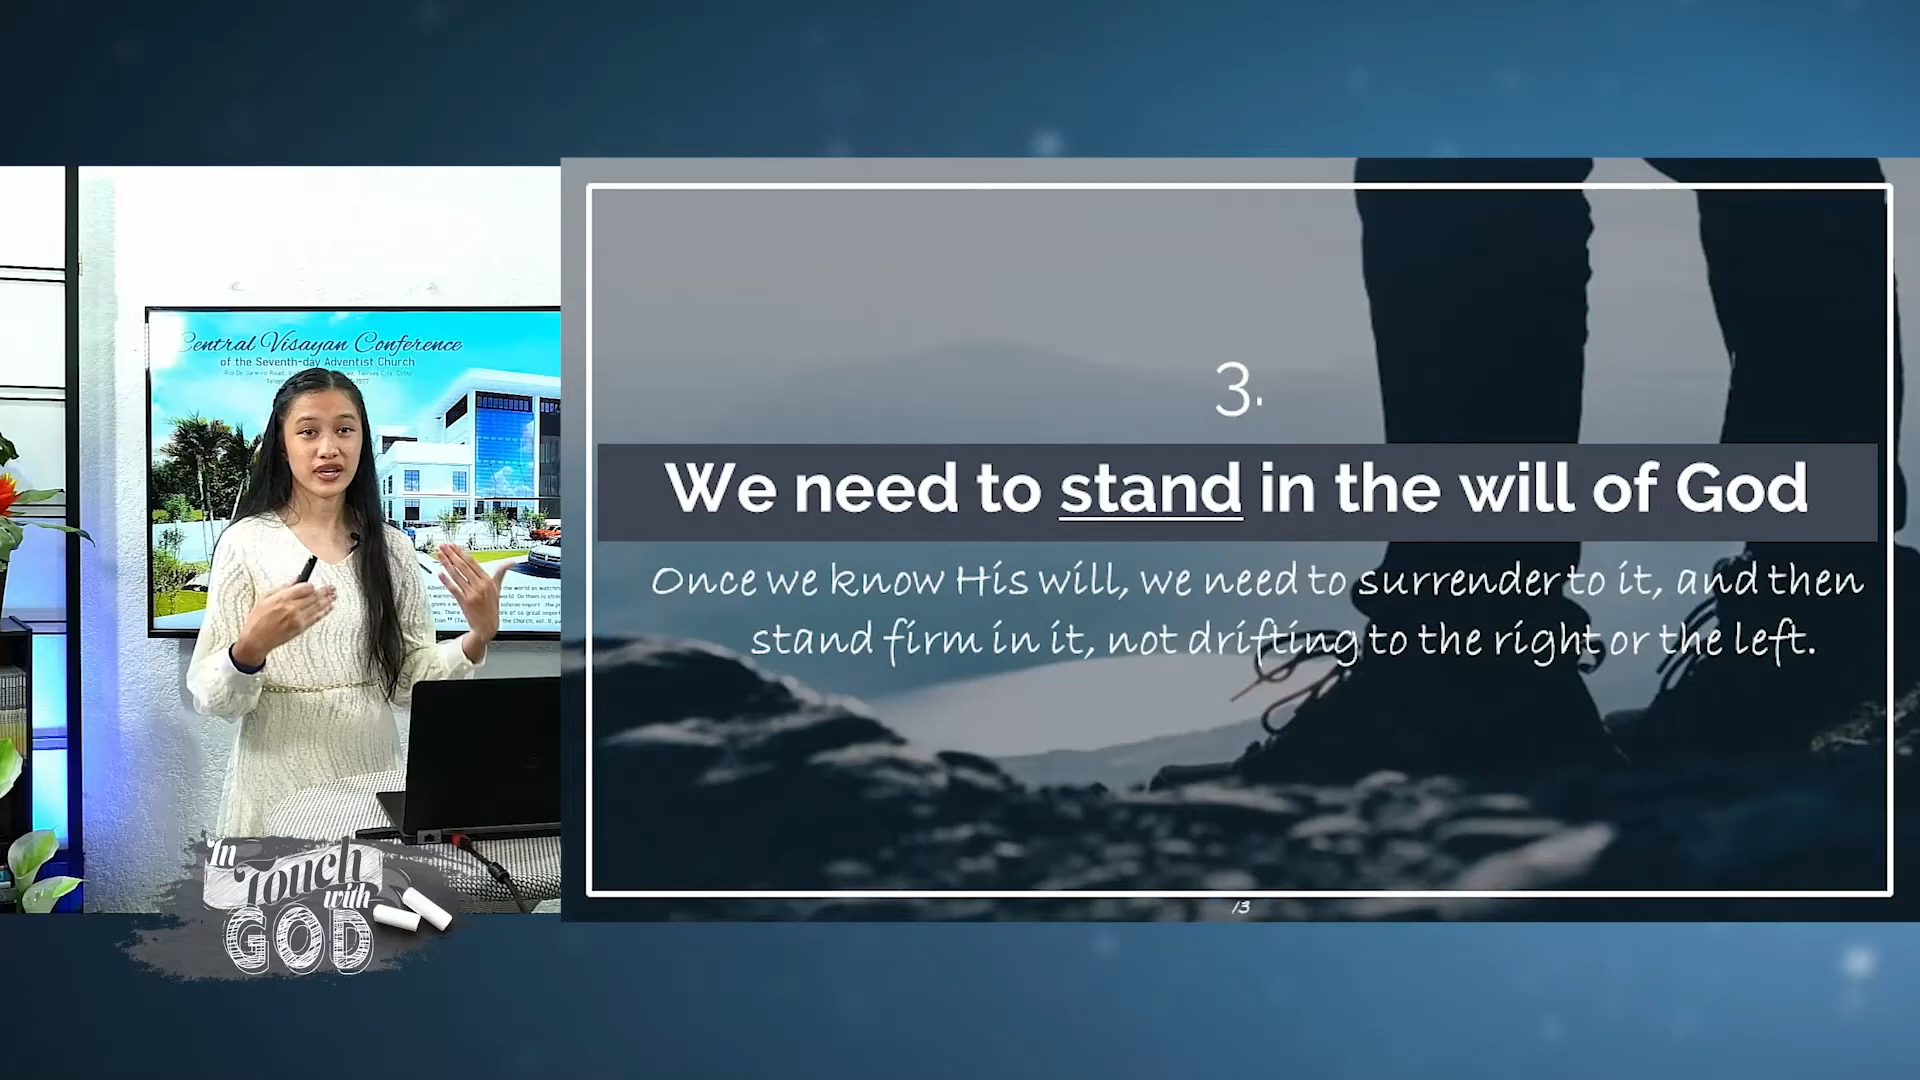 Central Visayan Conference
of the Seventh-day Adventist Church
3.
We need to stand in the will of God
Once we know His will, we need to surrender to it, and then
stand firm in it, not drifting to the right or the left.
13
In
Touch
with
GOD